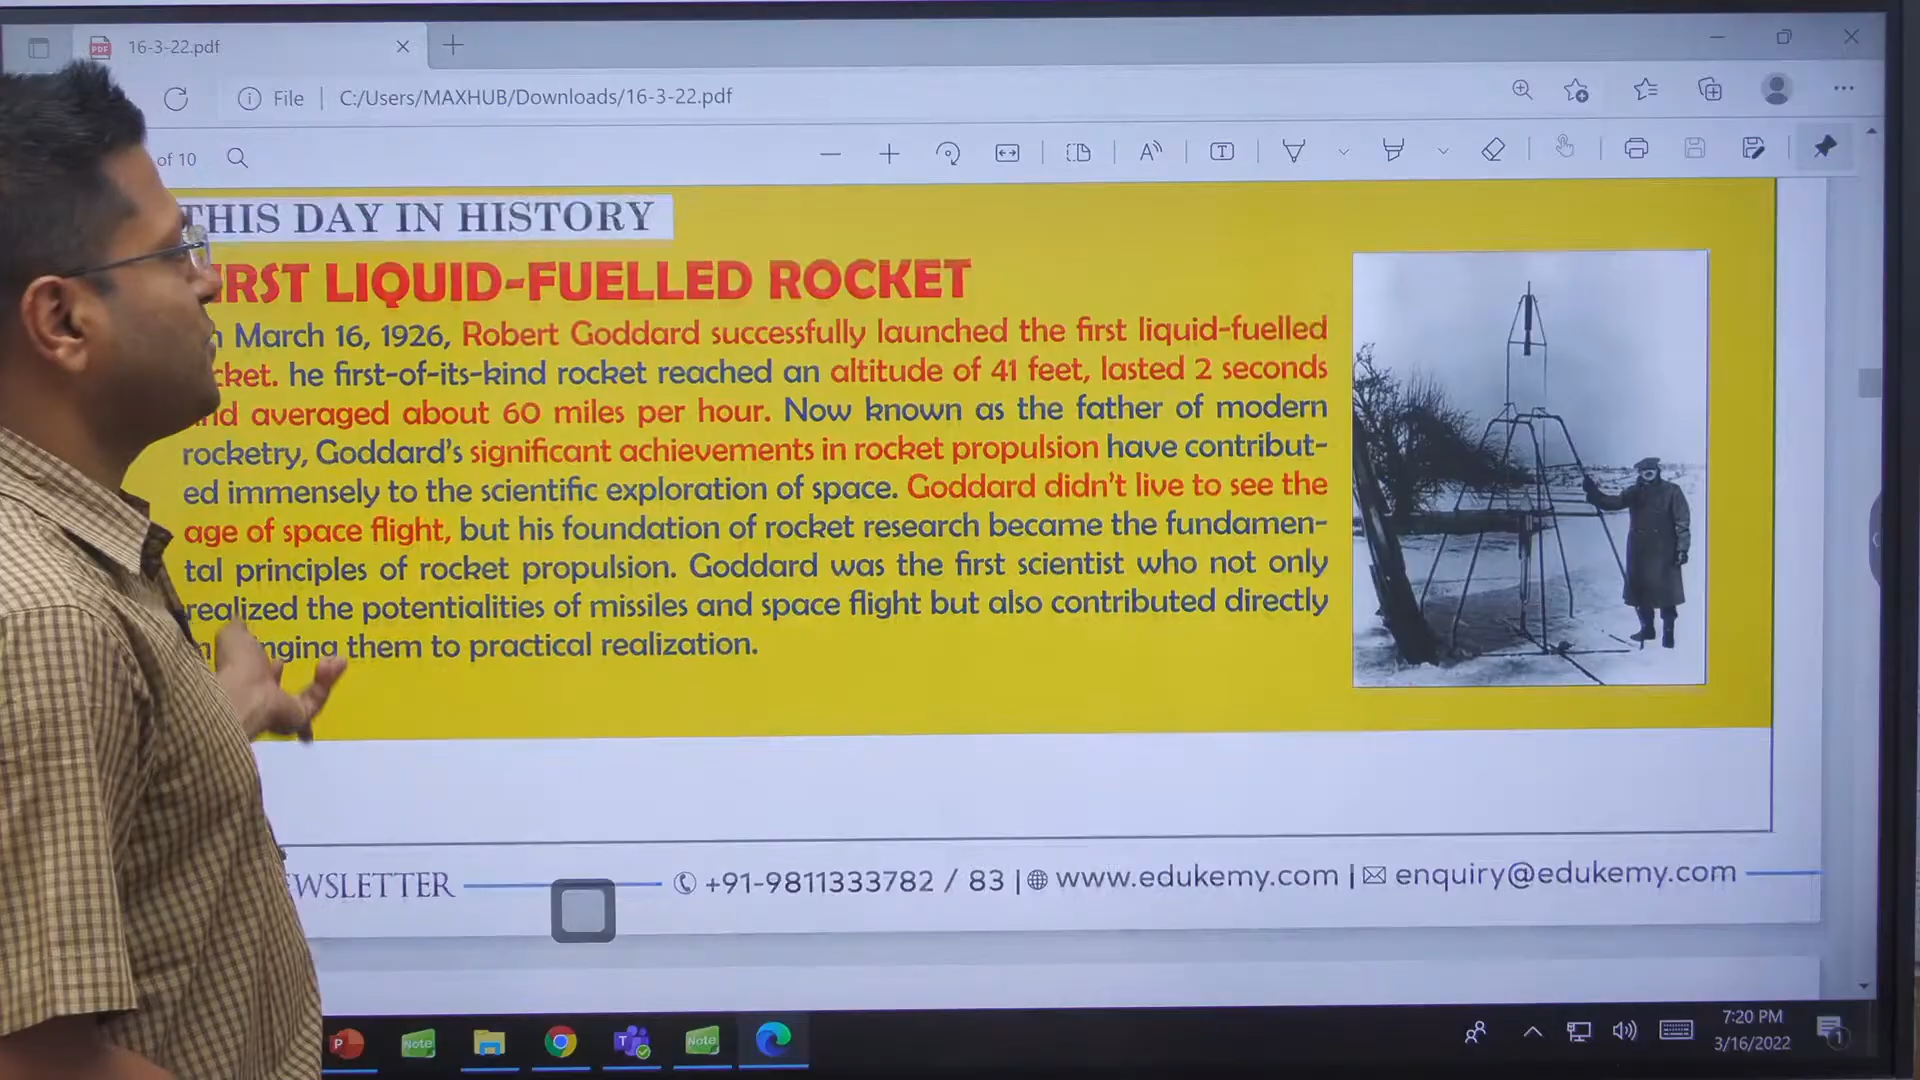 16-3-22.pdf
File | C:/Users/MAXHUB/Downloads/16-3-22.pdf
of 10
THIS DAY IN HISTORY
FIRST LIQUID-FUELLED ROCKET
March 16, 1926, Robert Goddard successfully launched the first liquid-fuelled
he first-of-its-kind rocket reached an altitude of 41 feet, lasted 2 seconds
averaged about 60 miles per hour. Now known as the father of modern
rocketry, Goddard's significant achievements in rocket propulsion have contribut-
ed immensely to the scientific exploration of space. Goddard didn't live to see the
age of space flight, but his foundation of rocket research became the fundamen-
tal principles of rocket propulsion. Goddard was the first scientist who not only
realized the potentialities of missiles and space flight but also contributed directly
them to practical realization.
NEWSLETTER
+91-9811333782 / 83 | www.edukemy.com | enquiry@edukemy.com
Note
Note
7:20 PM
3/16/2022
1